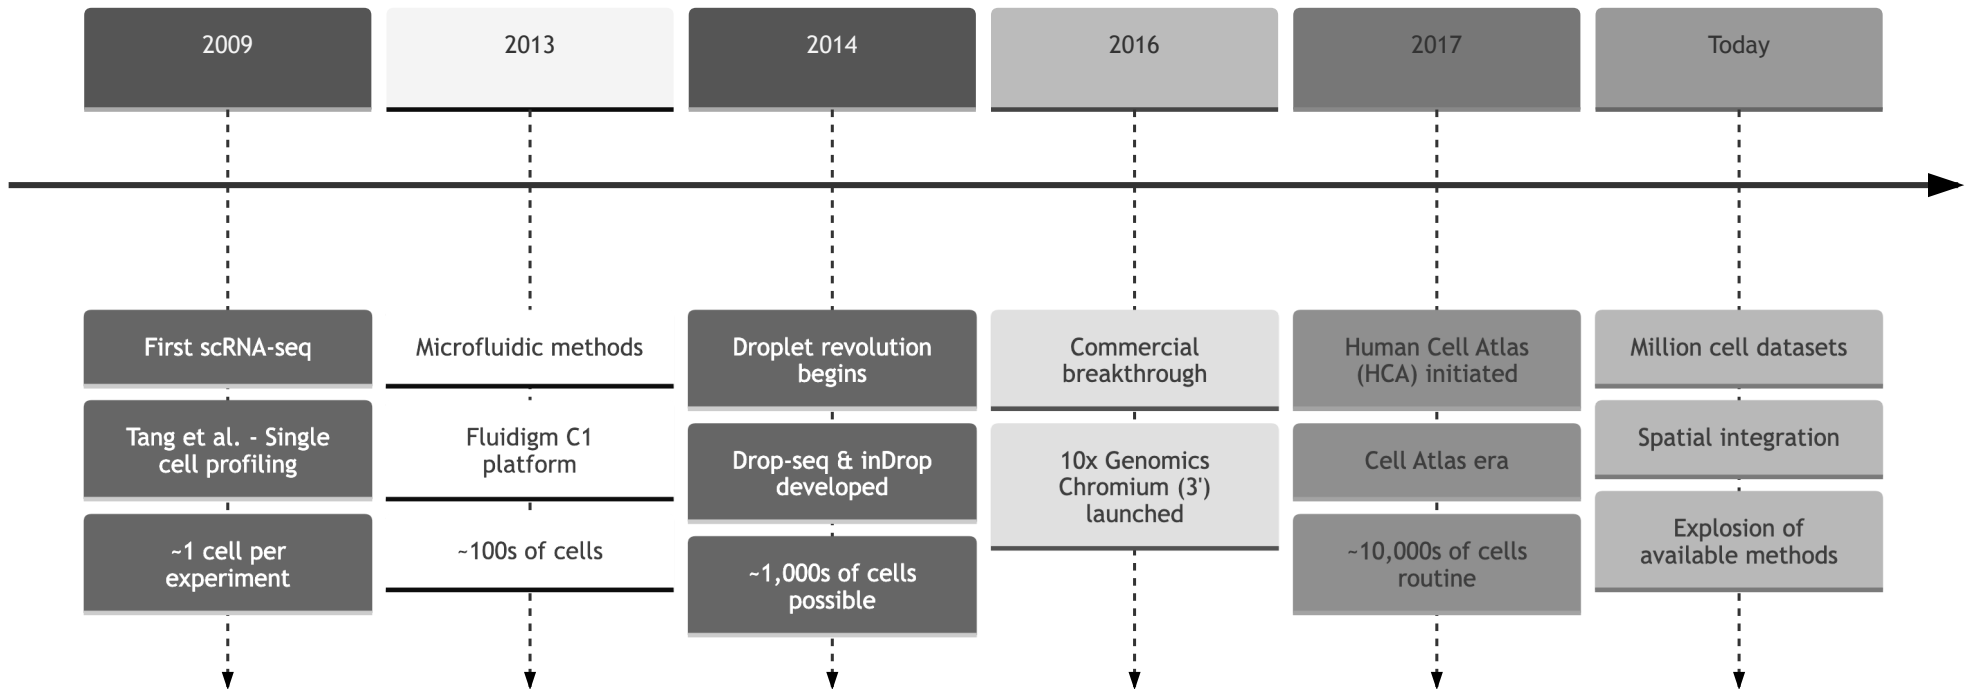 2009
2013
2014
2016
2017
Today
First scRNA-seq
Tang et al. - Single
cell profiling
~1 cell per
experiment
Microfluidic methods
Fluidigm C1
platform
~100s of cells
Droplet revolution
begins
Drop-seq & inDrop
developed
~1,000s of cells
possible
Commercial
breakthrough
10x Genomics
Chromium (3')
launched
Human Cell Atlas
(HCA) initiated
Cell Atlas era
~10,000s of cells
routine
Million cell datasets
Spatial integration
Explosion of
available methods